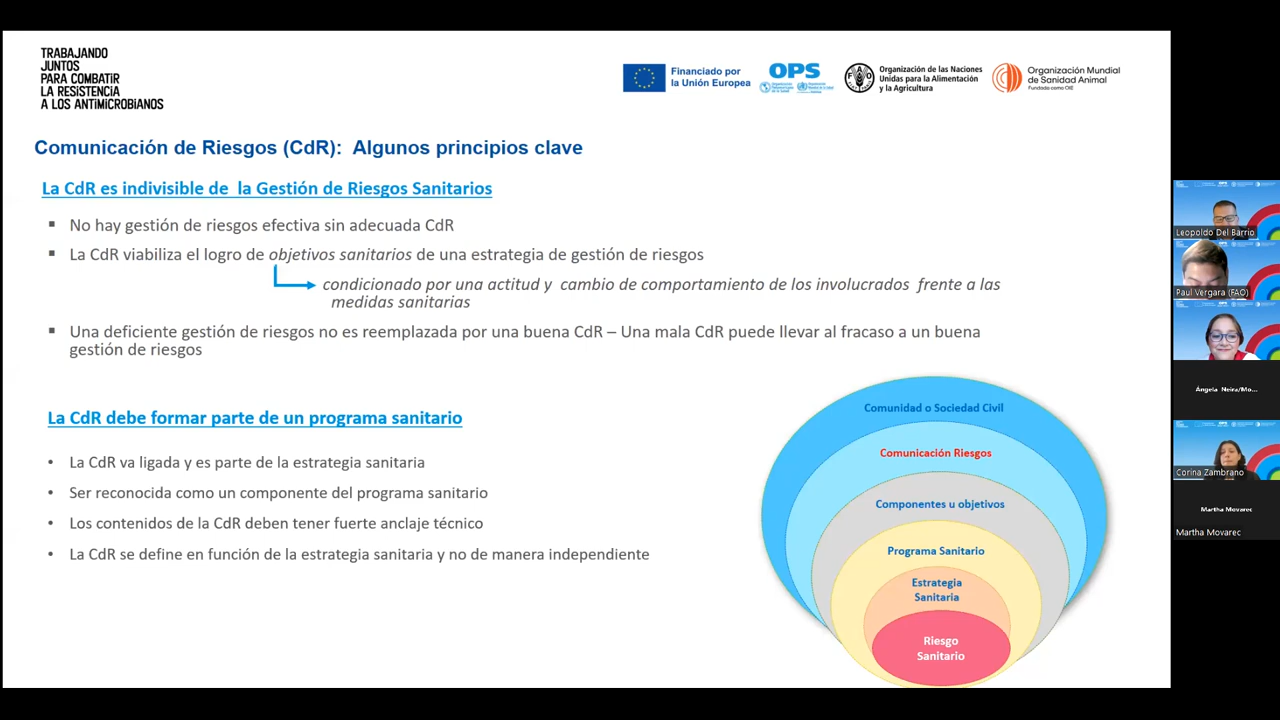 TRABAJANDO
JUNTOS
PARA COMBATIR
LA RESISTENCIA
A LOS ANTIMICROBIANOS
Financiado por
la Unión Europea
OPS
FAO
Organización de las Naciones
Unidas para la Alimentación
y la Agricultura
Organización Mundial
de Sanidad Animal
Fundada como OIE
Comunicación de Riesgos (CdR): Algunos principios clave
La CdR es indivisible de la Gestión de Riesgos Sanitarios
▪ No hay gestión de riesgos efectiva sin adecuada CdR
▪ La CdR viabiliza el logro de objetivos sanitarios de una estrategia de gestión de riesgos
condicionado por una actitud y cambio de comportamiento de los involucrados frente a las
medidas sanitarias
▪ Una deficiente gestión de riesgos no es reemplazada por una buena CdR – Una mala CdR puede llevar al fracaso a un buena
gestión de riesgos
La CdR debe formar parte de un programa sanitario
• La CdR va ligada y es parte de la estrategia sanitaria
• Ser reconocida como un componente del programa sanitario
• Los contenidos de la CdR deben tener fuerte anclaje técnico
• La CdR se define en función de la estrategia sanitaria y no de manera independiente
Comunidad o Sociedad Civil
Comunicación Riesgos
Componentes u objetivos
Programa Sanitario
Estrategia
Sanitaria
Riesgo
Sanitario
Leopoldo Del Barrio
Paul Vergara (FAO)
Ángela Neira/Mo...
Corina Zambrano
Martha Movarec
Martha Movarec